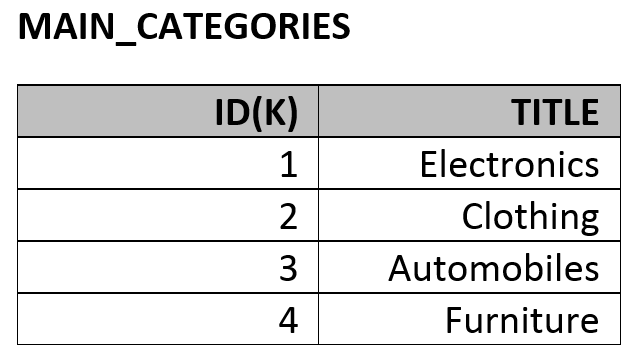 MAIN_CATEGORIES
ID(K) TITLE
1 Electronics
2 Clothing
3 Automobiles
4 Furniture